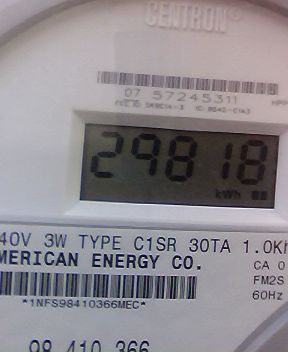 CENTRON®
07 57245311
29818
kWh
40V 3W TYPE C1SR 30TA 1.0Kh
MERICAN ENERGY CO.
CA 0
FM2S
60Hz
*1NFS98410366MEC*
98 410 366